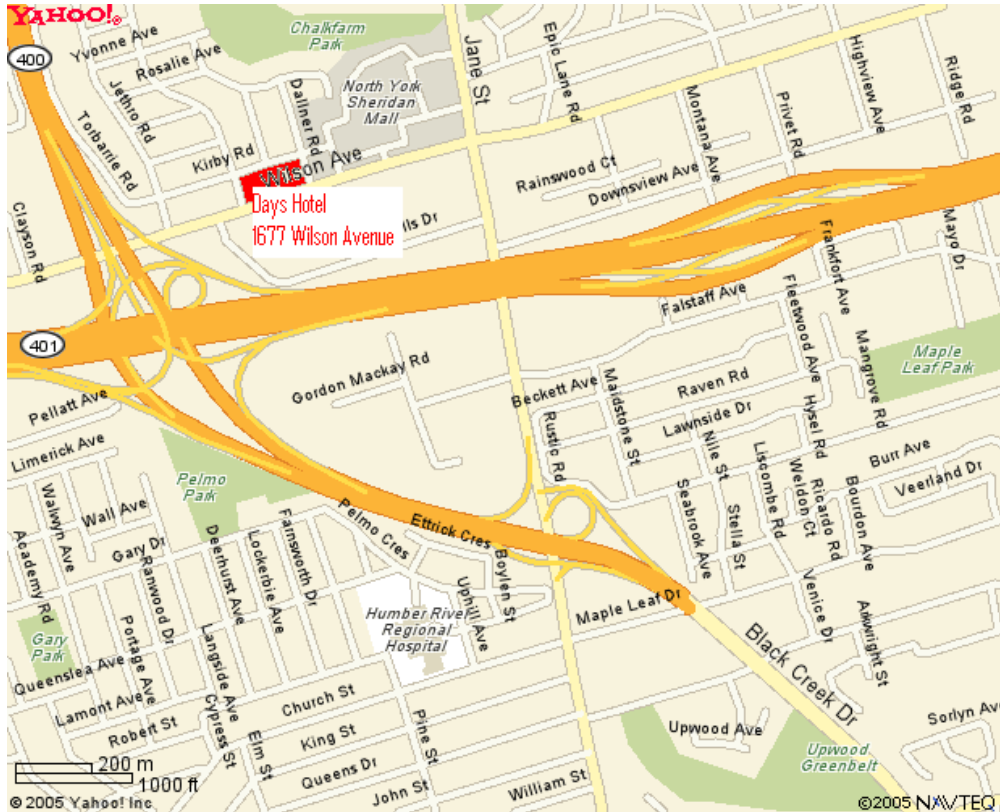 YAHOO!®
400
Yvonne Ave
Rosalie Ave
Jethro Rd
Torbarrie Rd
Kirby Rd
Dallner Rd
Chalkfarm
Park
North York
Sheridan
Mall
Jane St
Epic Lane Rd
Highview Ave
Ridge Rd
Privet Rd
Montana Ave
Wilson Ave
Rainswood Ct
Downsview Ave
Days Hotel
1677 Wilson Avenue
lls Dr
Clayson Rd
401
Frankfort Ave
Mayo Dr
Falstaff Ave
Fleetwood Ave
Mangrove Rd
Maple
Leaf Park
Gordon Mackay Rd
Beckett Ave
Maidstone St
Raven Rd
Lawnside Dr
Hysel Rd
Rustic Rd
Pellatt Ave
Limerick Ave
Pelmo
Park
Walwyn Ave
Wall Ave
Gary Dr
Academy Rd
Ranwood Dr
Deerhurst Ave
Lockerbie Ave
Farnsworth Dr
Pelmo Cres
Ettrick Cres
Boylen St
Uphill Ave
Nile St
Liscombe Rd
Weldon Ct
Ricardo Rd
Bourdon Ave
Burr Ave
Veerland Dr
Seabrook Ave
Stella St
Venice Dr
Arkwright St
Maple Leaf Dr
Black Creek Dr
Humber River
Regional
Hospital
Gary
Park
Queenslea Ave
Portage Ave
Langside Ave
Cypress St
Lamont Ave
Robert St
Elm St
Church St
King St
Queens Dr
John St
Pine St
William St
Upwood Ave
Upwood
Greenbelt
Sorlyn Av
200 m
1000 ft
© 2005 Yahoo! Inc
©2005 NAVTEQ